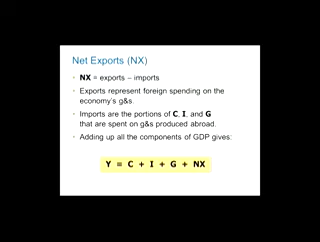 Net Exports (NX)
• NX = exports – imports
• Exports represent foreign spending on the
economy's g&s.
• Imports are the portions of C, I, and G
that are spent on g&s produced abroad.
• Adding up all the components of GDP gives:
Y = C + I + G + NX